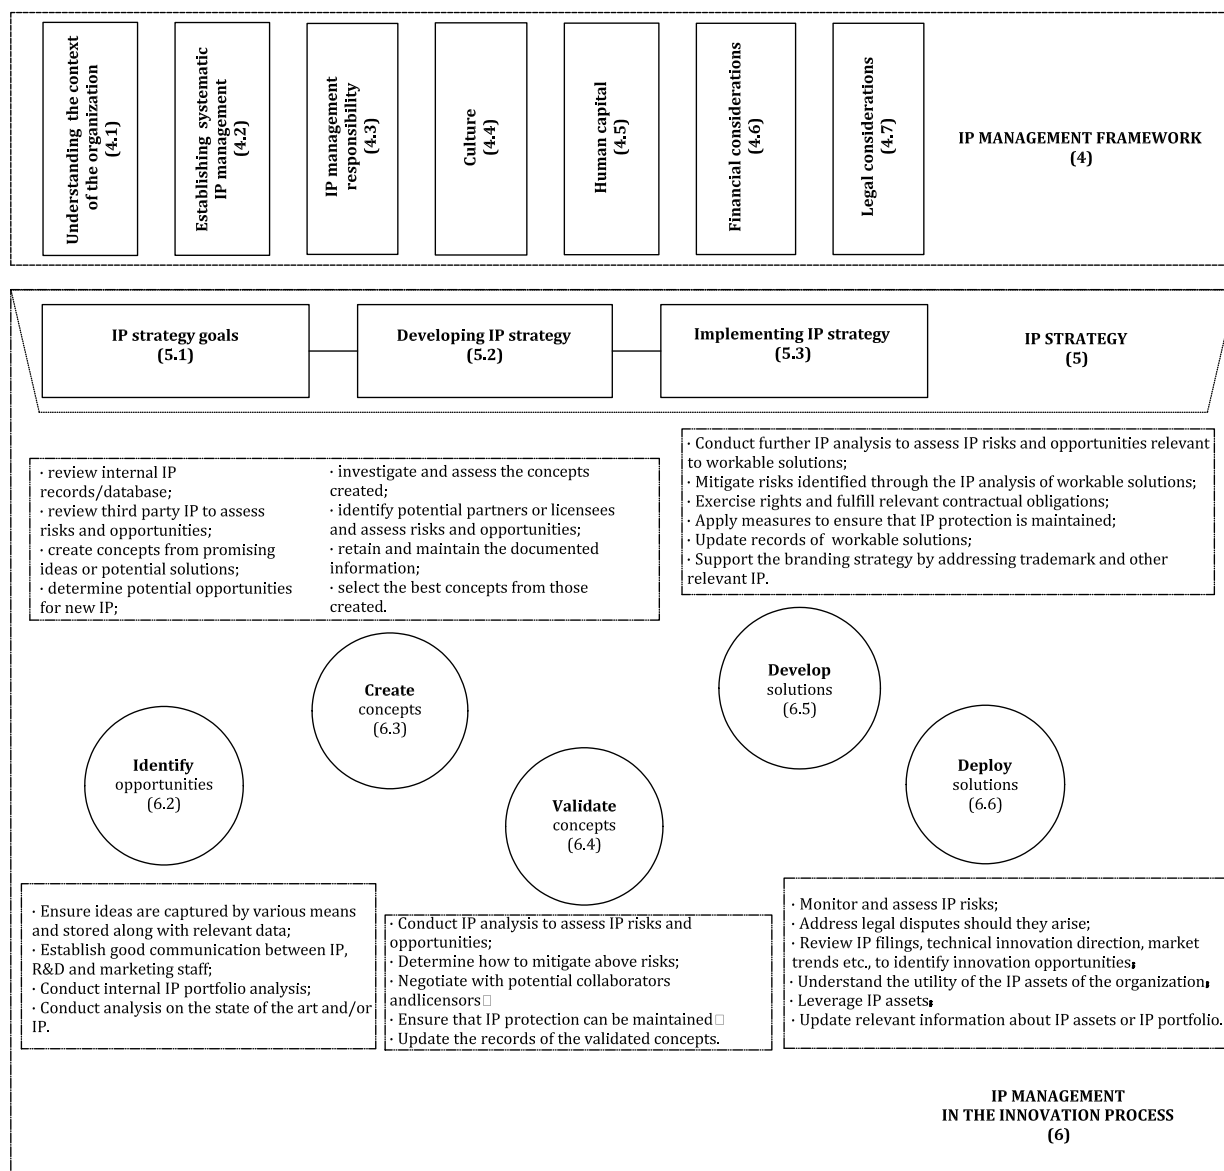 Understanding the context
of the organization
(4.1)
Establishing systematic
IP management
(4.2)
IP management
responsibility
(4.3)
Culture
(4.4)
Human capital
(4.5)
Financial considerations
(4.6)
Legal considerations
(4.7)
IP MANAGEMENT FRAMEWORK
(4)
IP strategy goals
(5.1)
Developing IP strategy
(5.2)
Implementing IP strategy
(5.3)
IP STRATEGY
(5)
· review internal IP
records/database;
· review third party IP to assess
risks and opportunities;
· create concepts from promising
ideas or potential solutions;
· determine potential opportunities
for new IP;
· investigate and assess the concepts
created;
· identify potential partners or licensees
and assess risks and opportunities;
· retain and maintain the documented
information;
· select the best concepts from those
created.
· Conduct further IP analysis to assess IP risks and opportunities relevant
to workable solutions;
· Mitigate risks identified through the IP analysis of workable solutions;
· Exercise rights and fulfill relevant contractual obligations;
· Apply measures to ensure that IP protection is maintained;
· Update records of workable solutions;
· Support the branding strategy by addressing trademark and other
relevant IP.
Identify
opportunities
(6.2)
Create
concepts
(6.3)
Validate
concepts
(6.4)
Develop
solutions
(6.5)
Deploy
solutions
(6.6)
· Ensure ideas are captured by various means
and stored along with relevant data;
· Establish good communication between IP,
R&D and marketing staff;
· Conduct internal IP portfolio analysis;
· Conduct analysis on the state of the art and/or
IP.
· Conduct IP analysis to assess IP risks and
opportunities;
· Determine how to mitigate above risks;
· Negotiate with potential collaborators
andlicensors□
· Ensure that IP protection can be maintained□
· Update the records of the validated concepts.
· Monitor and assess IP risks;
· Address legal disputes should they arise;
· Review IP filings, technical innovation direction, market
trends etc., to identify innovation opportunities;
· Understand the utility of the IP assets of the organization;
· Leverage IP assets;
· Update relevant information about IP assets or IP portfolio.
IP MANAGEMENT
IN THE INNOVATION PROCESS
(6)